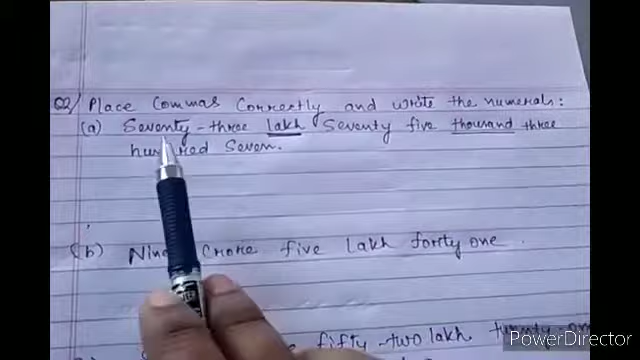 Q2/ Place Commas Correctly and write the numerals:
(a) Seventy-three lakh Seventy five thousand three
hundred Seven.
(b) Nine Crore five lakh forty one.
fifty-two lakh twenty-one
PowerDirector